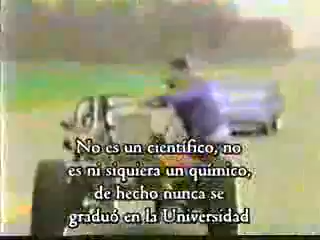 No es un científico, no
es ni siquiera un químico,
de hecho nunca se
graduó en la Universidad